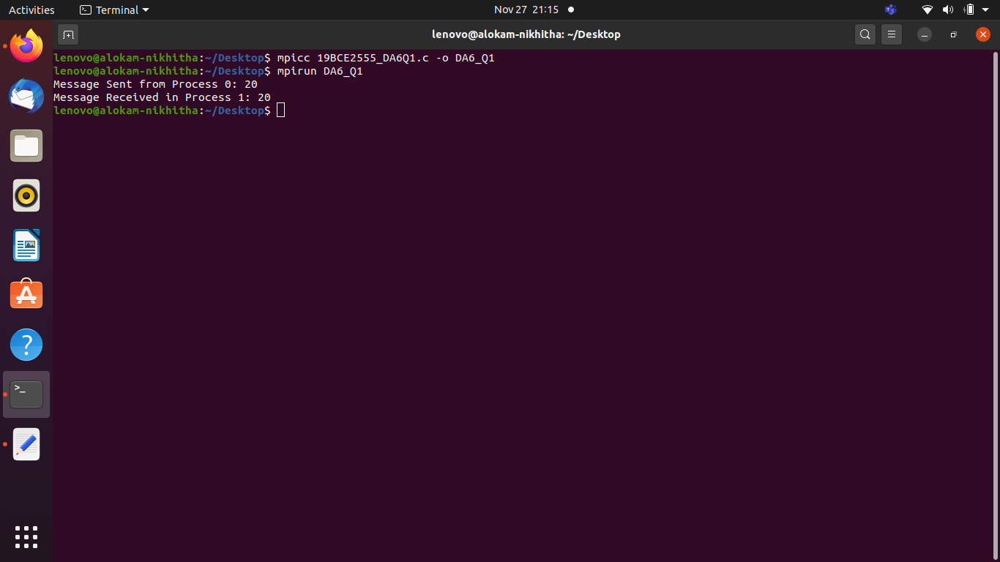 Activities
Terminal
Nov 27 21:15
lenovo@alokam-nikhitha: ~/Desktop
lenovo@alokam-nikhitha:~/Desktop$ mpicc 19BCE2555_DA6Q1.c -o DA6_Q1
lenovo@alokam-nikhitha:~/Desktop$ mpirun DA6_Q1
Message Sent from Process 0: 20
Message Received in Process 1: 20
lenovo@alokam-nikhitha:~/Desktop$